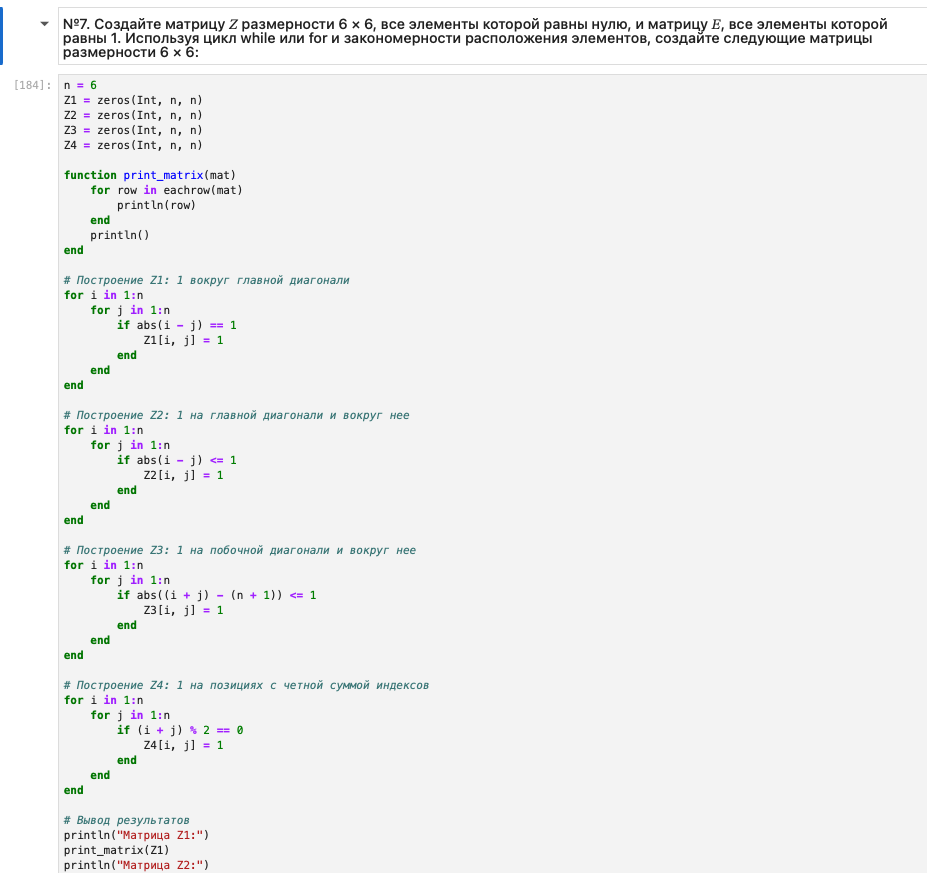 №7. Создайте матрицу Z размерности 6 × 6, все элементы которой равны нулю, и матрицу E, все элементы которой
равны 1. Используя цикл while или for и закономерности расположения элементов, создайте следующие матрицы
размерности 6 × 6:
[184]: n = 6
Z1 = zeros(Int, n, n)
Z2 = zeros(Int, n, n)
Z3 = zeros(Int, n, n)
Z4 = zeros(Int, n, n)
function print_matrix(mat)
    for row in eachrow(mat)
        println(row)
    end
    println()
end
# Построение Z1: 1 вокруг главной диагонали
for i in 1:n
    for j in 1:n
        if abs(i - j) == 1
            Z1[i, j] = 1
        end
    end
end
# Построение Z2: 1 на главной диагонали и вокруг нее
for i in 1:n
    for j in 1:n
        if abs(i - j) <= 1
            Z2[i, j] = 1
        end
    end
end
# Построение Z3: 1 на побочной диагонали и вокруг нее
for i in 1:n
    for j in 1:n
        if abs((i + j) - (n + 1)) <= 1
            Z3[i, j] = 1
        end
    end
end
# Построение Z4: 1 на позициях с четной суммой индексов
for i in 1:n
    for j in 1:n
        if (i + j) % 2 == 0
            Z4[i, j] = 1
        end
    end
end
# Вывод результатов
println("Матрица Z1:")
print_matrix(Z1)
println("Матрица Z2:")